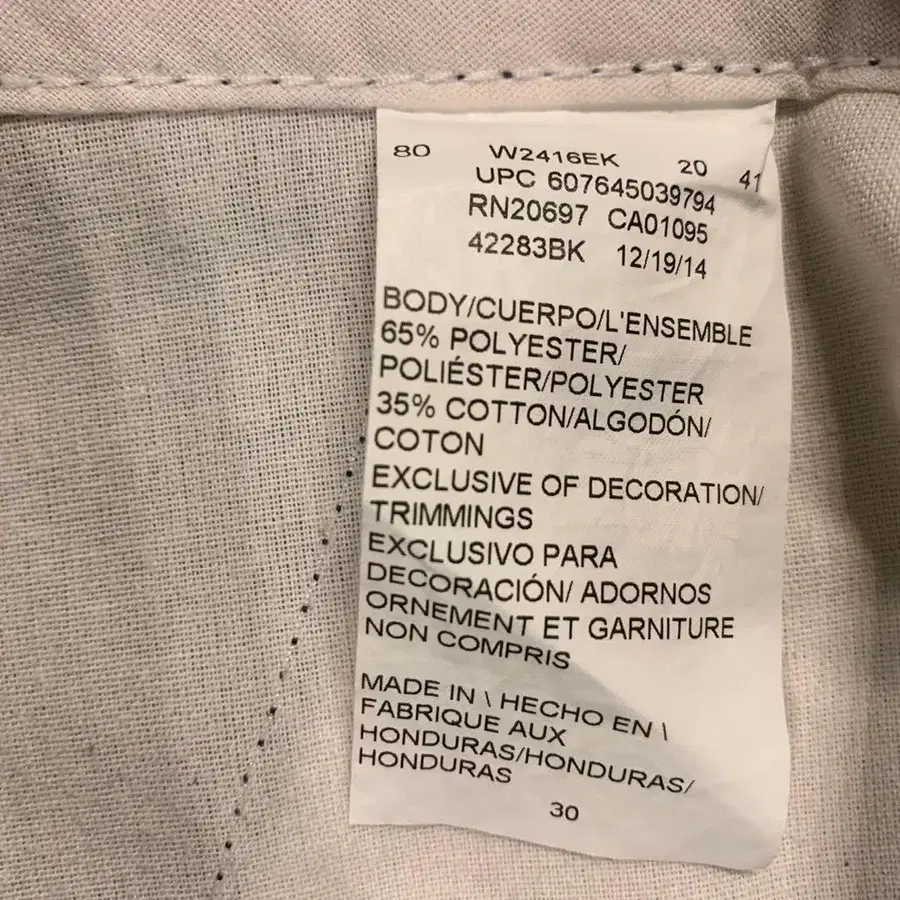 80 W2416EK 20 41
UPC 607645039794
RN20697 CA01095
42283BK 12/19/14
BODY/CUERPO/L'ENSEMBLE
65% POLYESTER/
POLIÉSTER/POLYESTER
35% COTTON/ALGODÓN/
COTON
EXCLUSIVE OF DECORATION/
TRIMMINGS
EXCLUSIVO PARA
DECORACIÓN/ ADORNOS
ORNEMENT ET GARNITURE
NON COMPRIS
MADE IN \ HECHO EN \
FABRIQUE AUX
HONDURAS/HONDURAS/
HONDURAS
30